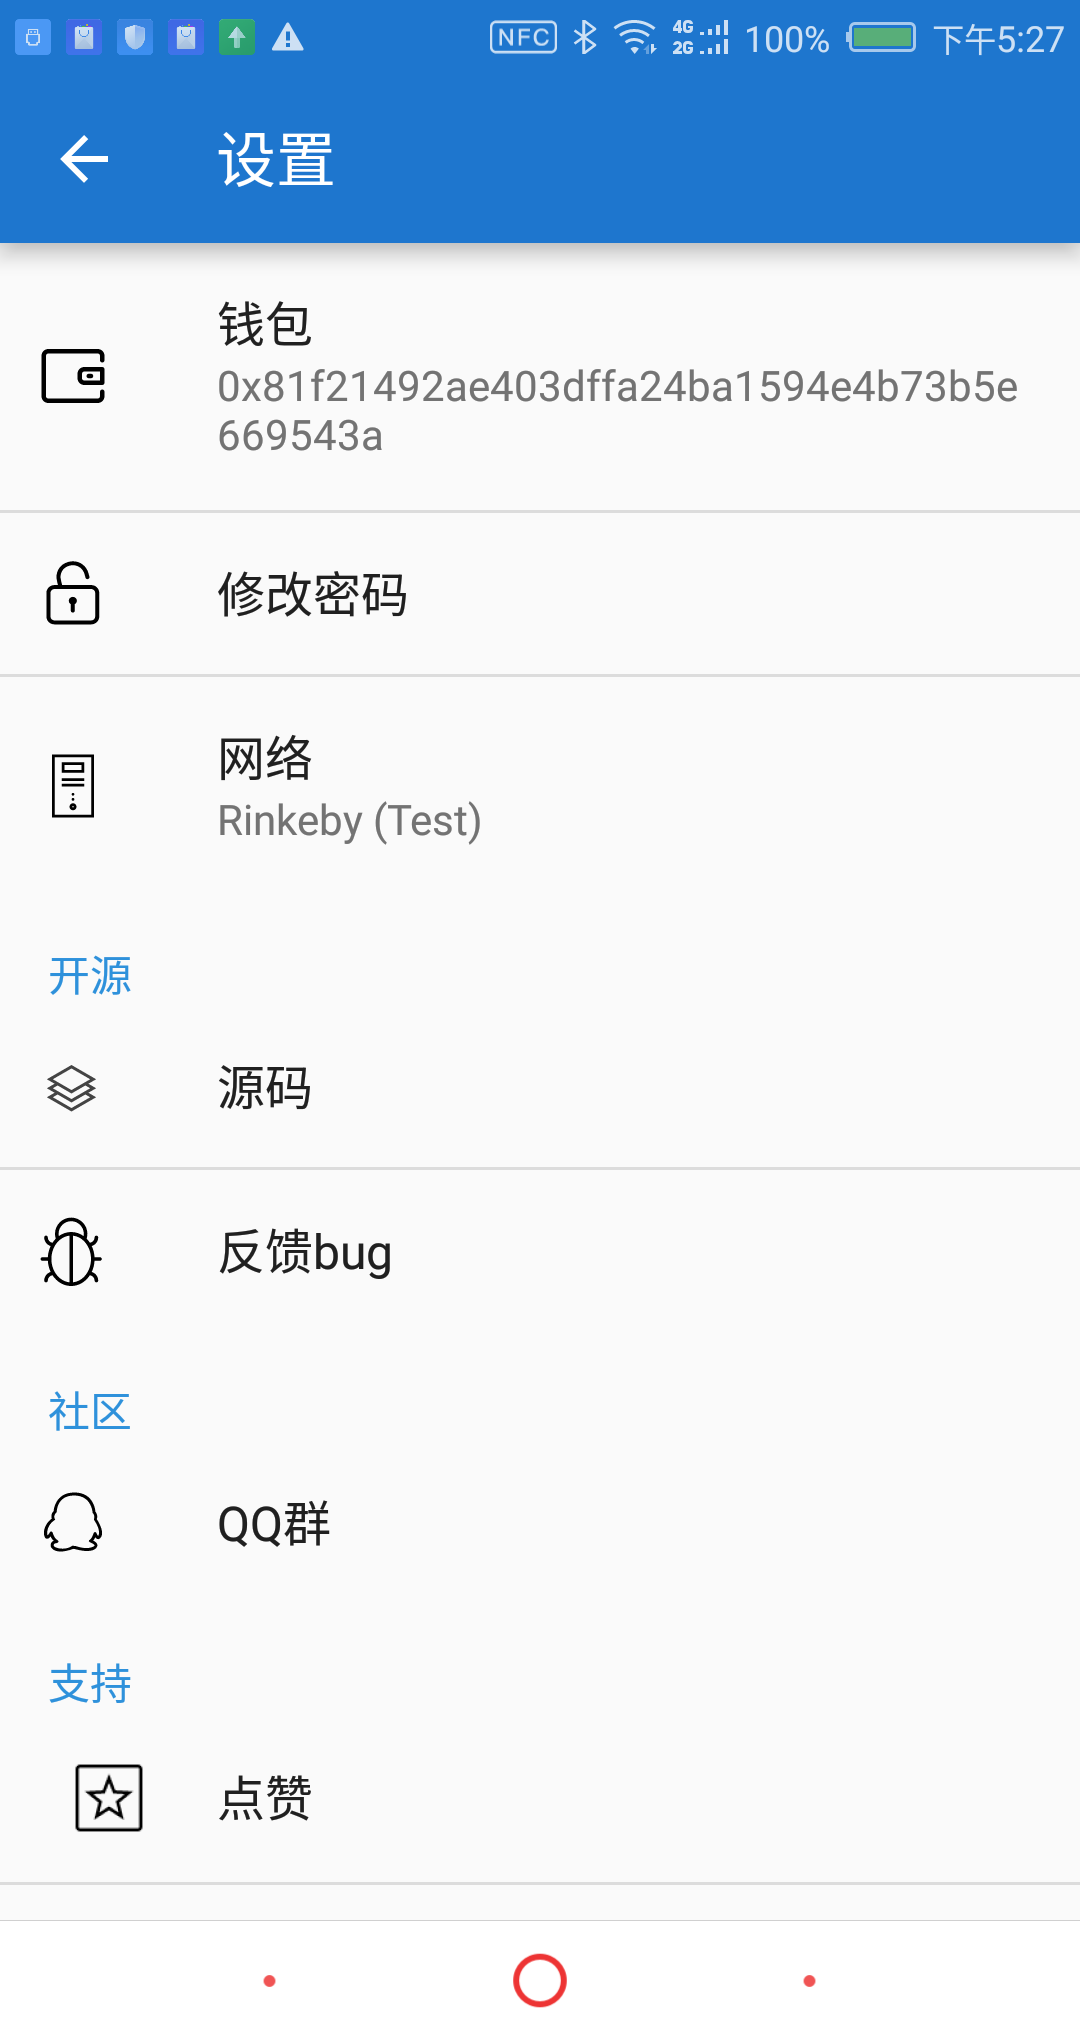 NFC 4G 2G 100% 下午5:27
设置
钱包
0x81f21492ae403dffa24ba1594e4b73b5e
669543a
修改密码
网络
Rinkeby (Test)
开源
源码
反馈bug
社区
QQ群
支持
点赞